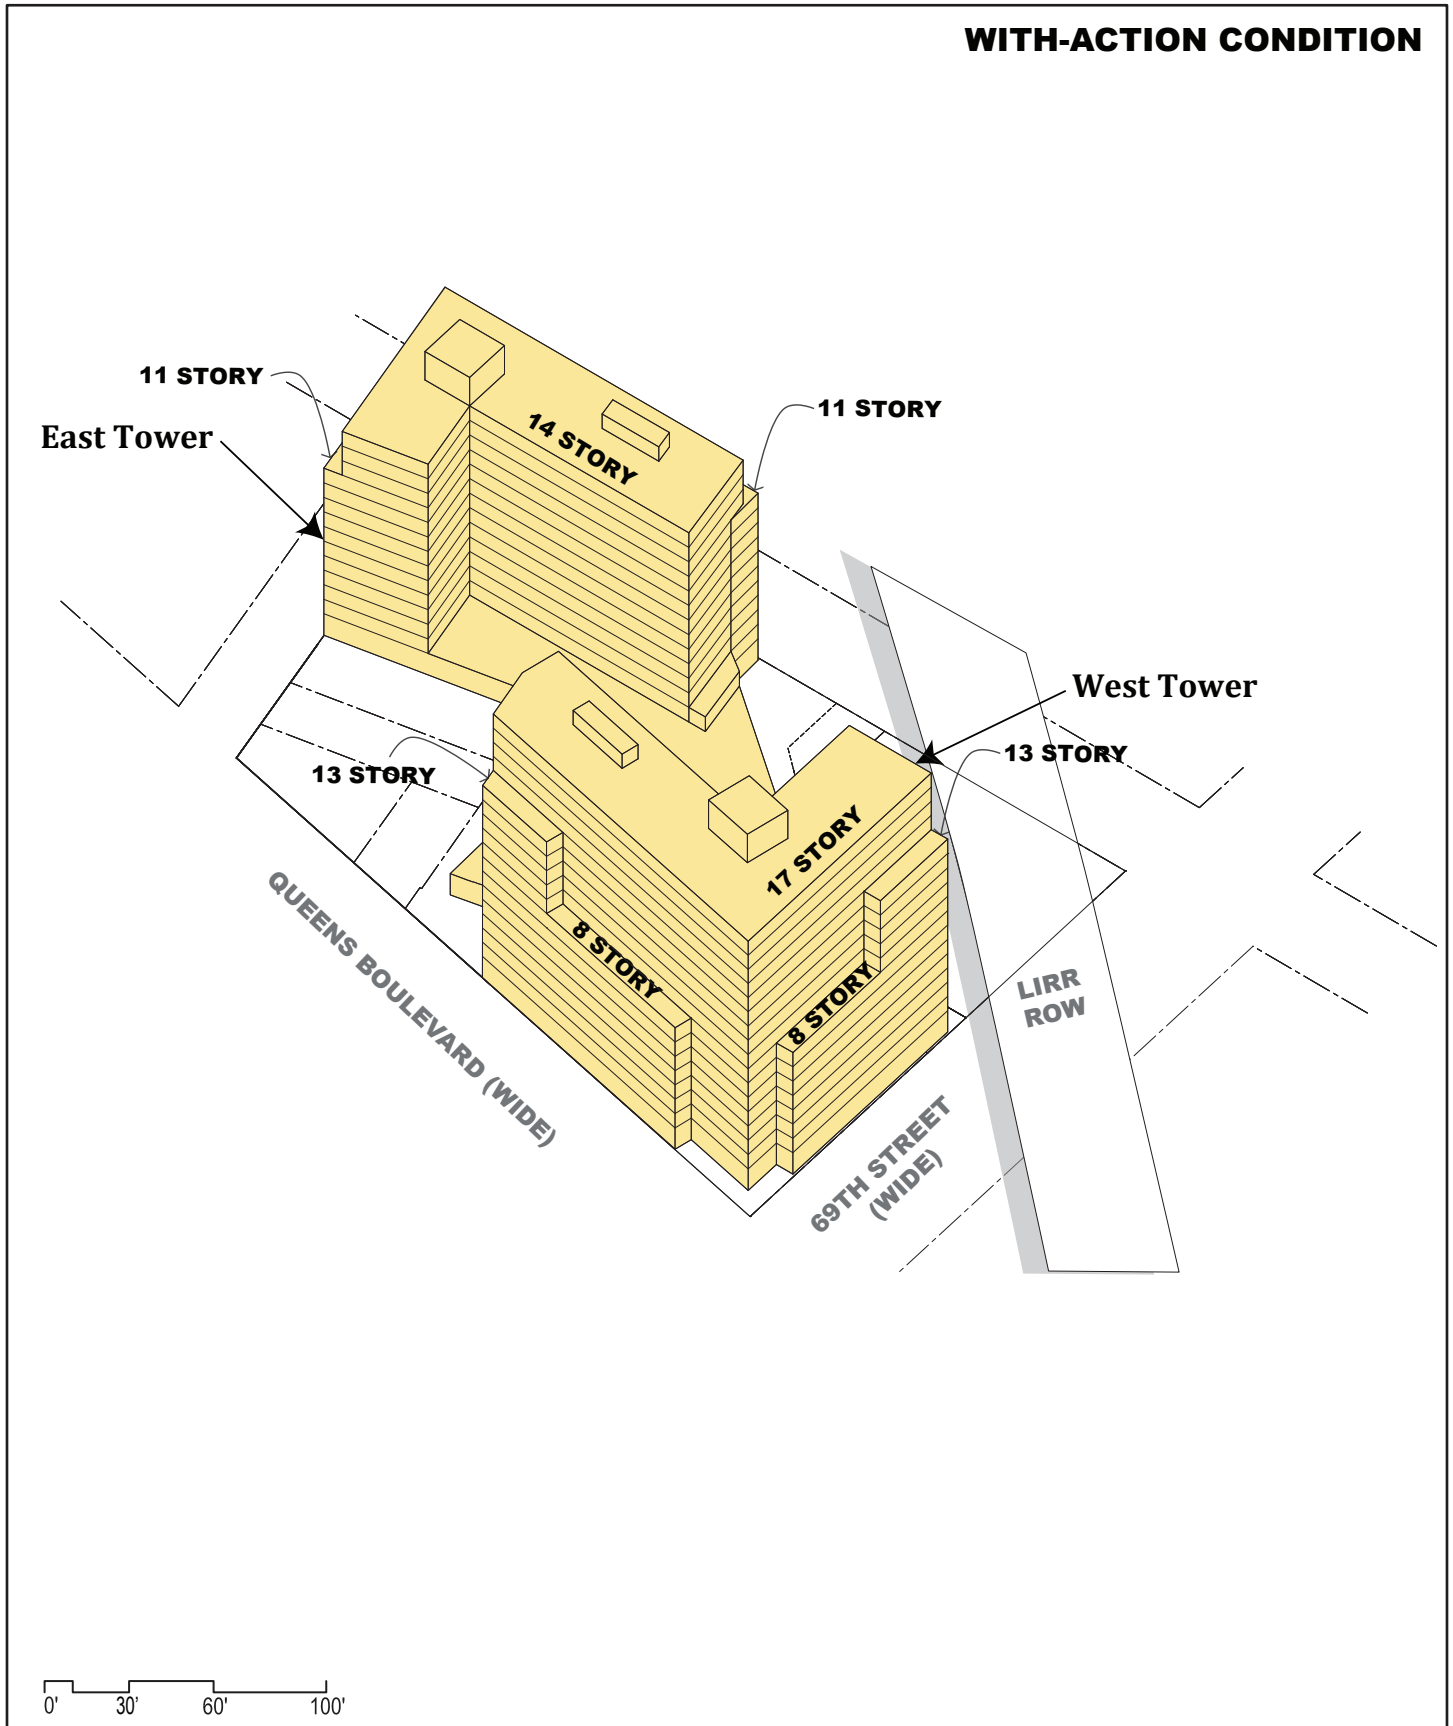 WITH-ACTION CONDITION
11 STORY
11 STORY
East Tower
14 STORY
West Tower
13 STORY
13 STORY
17 STORY
8 STORY
8 STORY
QUEENS BOULEVARD (WIDE)
LIRR
ROW
69TH STREET
(WIDE)
0' 30' 60' 100'